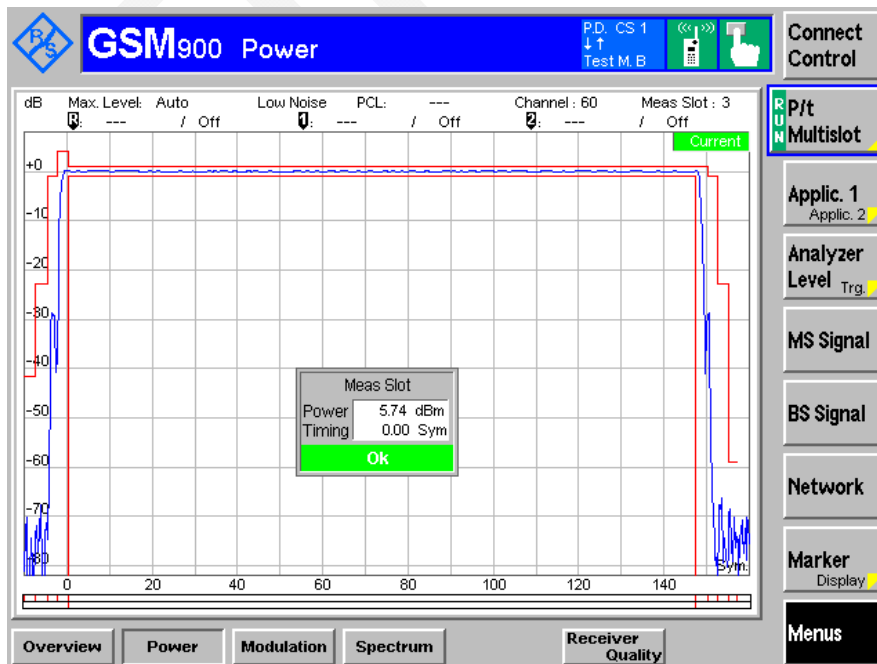 R&S
GSM900 Power
P.D. CS 1
↓↑
Test M. B
Connect
Control
dB Max. Level: Auto Low Noise PCL: --- Channel : 60 Meas Slot : 3
R: --- / Off 1: --- / Off 2: --- / Off
Current
RUN
P/t
Multislot
Applic. 1
Applic. 2
Analyzer
Level Trg.
MS Signal
BS Signal
Network
Marker
Display
Menus
+0
-10
-20
-30
-40
-50
-60
-70
-80
Meas Slot
Power 5.74 dBm
Timing 0.00 Sym
Ok
Sym.
0 20 40 60 80 100 120 140
Overview Power Modulation Spectrum Receiver
Quality